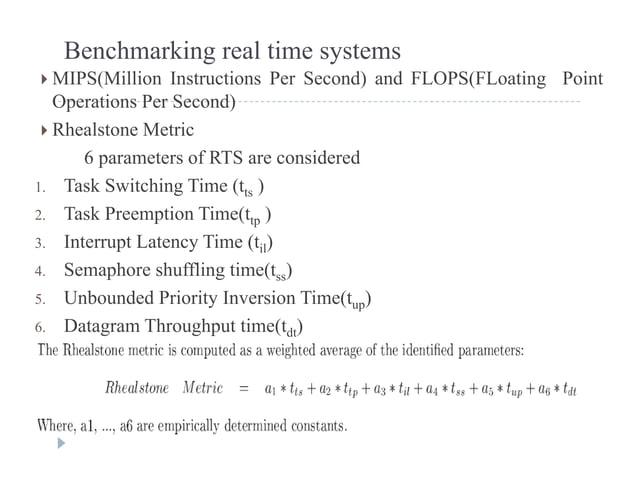 Benchmarking real time systems
MIPS(Million Instructions Per Second) and FLOPS(FLoating Point
Operations Per Second)
Rhealstone Metric
6 parameters of RTS are considered
1. Task Switching Time (tts )
2. Task Preemption Time(ttp )
3. Interrupt Latency Time (til)
4. Semaphore shuffling time(tss)
5. Unbounded Priority Inversion Time(tup)
6. Datagram Throughput time(tdt)
The Rhealstone metric is computed as a weighted average of the identified parameters:
Rhealstone Metric = a1 * tts + a2 * ttp + a3 * til + a4 * tss + a5 * tup + a6 * tdt
Where, a1, ..., a6 are empirically determined constants.